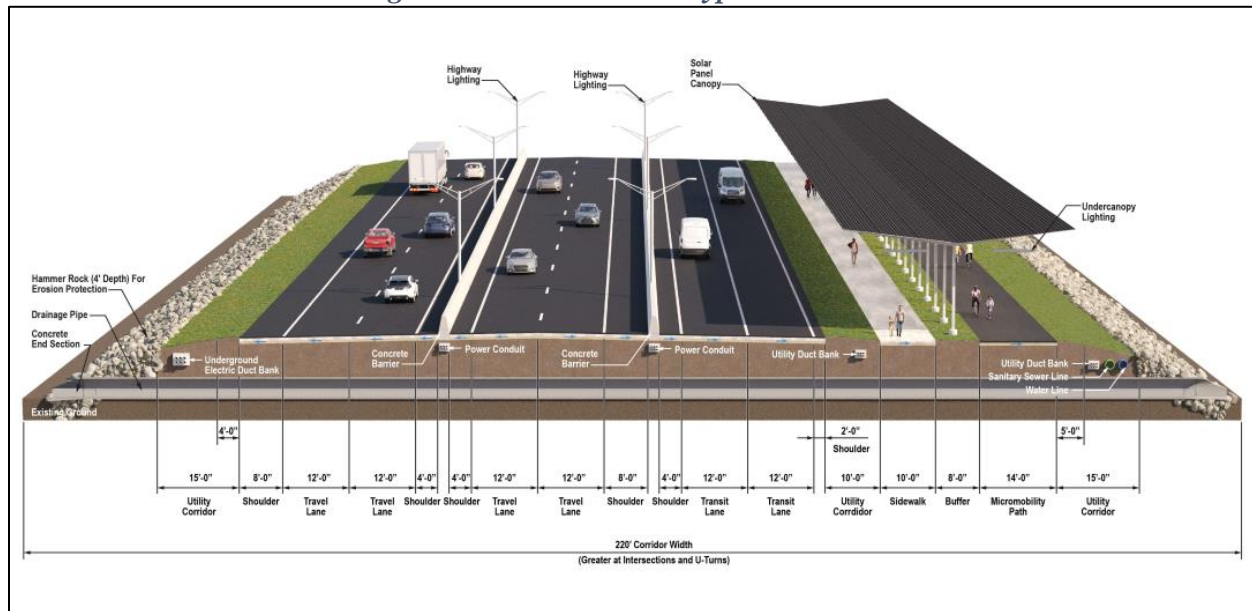 Highway
Lighting
Highway
Lighting
Solar
Panel
Canopy
Undercanopy
Lighting
Hammer Rock (4' Depth) For
Erosion Protection
Drainage Pipe
Concrete
End Section
Underground
Electric Duct Bank
Concrete
Barrier
Power Conduit
Concrete
Barrier
Power Conduit
Utility Duct Bank
Utility Duct Bank
Sanitary Sewer Line
Water Line
Existing Ground
4'-0"
2'-0"
Shoulder
5'-0"
15'-0" 8'-0" 12'-0" 12'-0" 4'-0" 4'-0" 12'-0" 12'-0" 8'-0" 4'-0" 12'-0" 12'-0" 10'-0" 10'-0" 8'-0" 14'-0" 15'-0"
Utility Shoulder Travel Travel Shoulder Shoulder Travel Travel Shoulder Shoulder Transit Transit Utility Sidewalk Buffer Micromobility Utility
Corridor Lane Lane Lane Lane Lane Lane Corrdidor Path Corridor
220' Corridor Width
(Greater at Intersections and U-Turns)